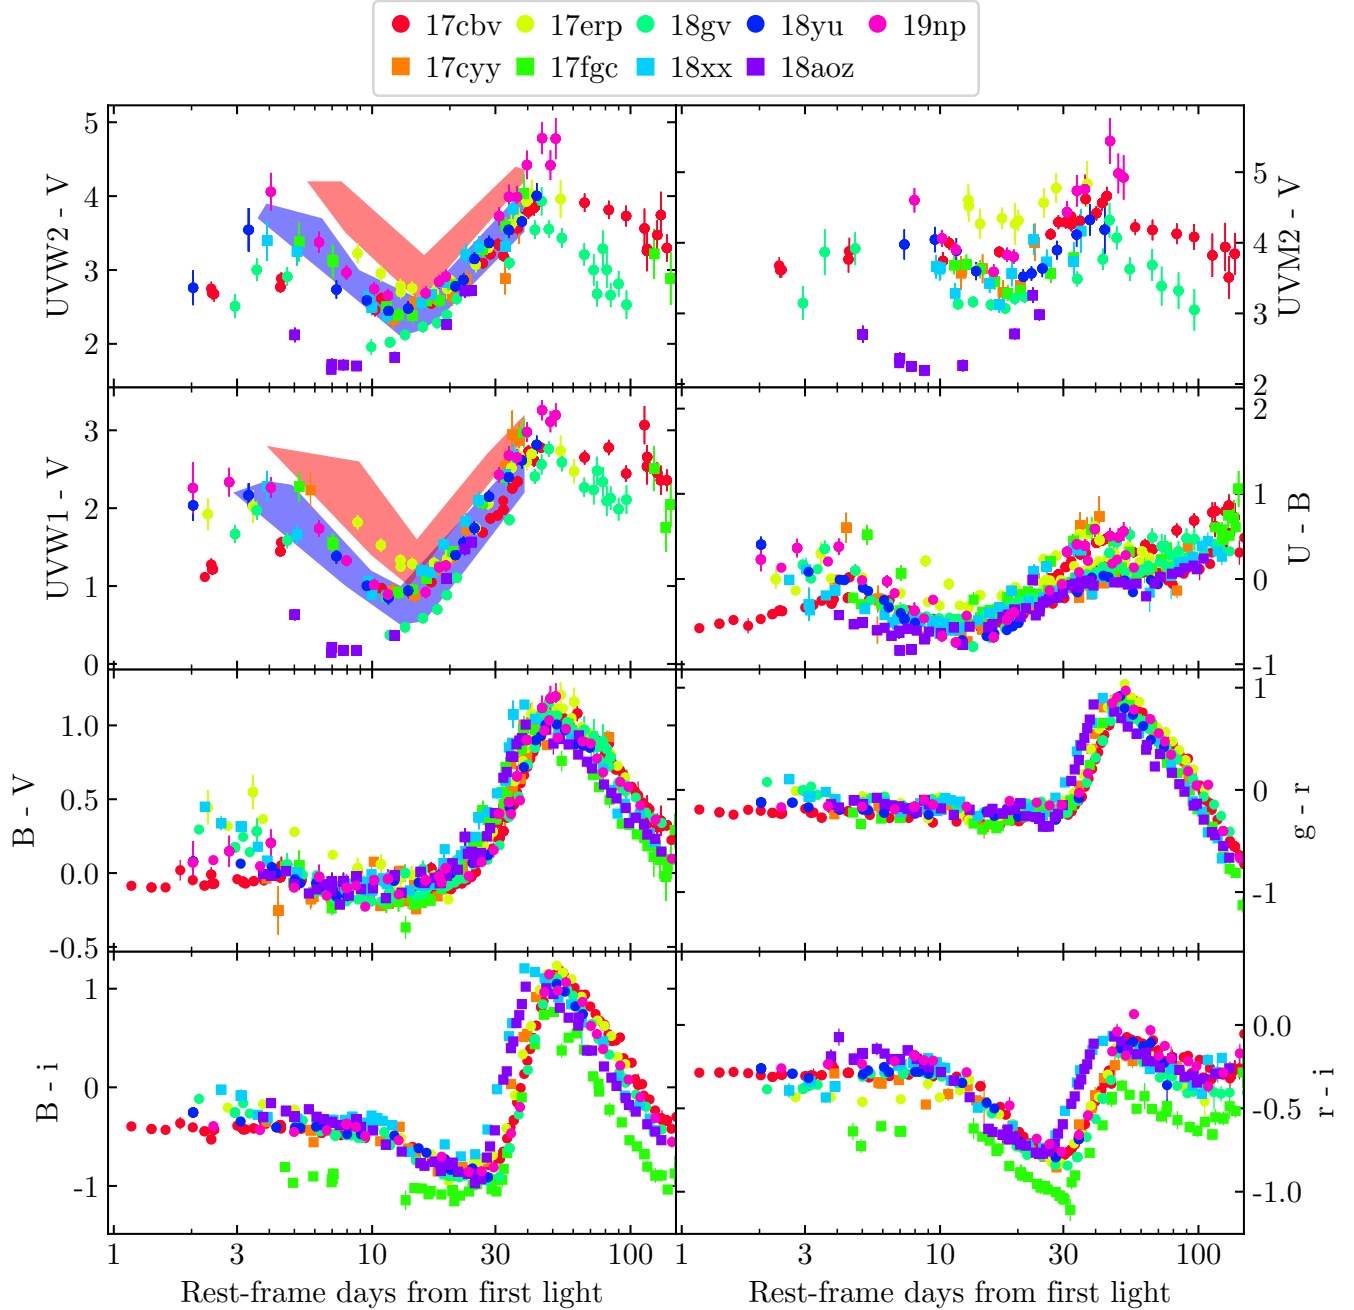 17cbv 17erp 18gv 18yu 19np
17cyy 17fgc 18xx 18aoz
UVW2 - V
5
4
3
2
UVM2 - V
5
4
3
2
UVW1 - V
3
2
1
0
U - B
2
1
0
-1
B - V
1.0
0.5
0.0
-0.5
g - r
1
0
-1
B - i
1
0
-1
r - i
0.0
-0.5
-1.0
1 3 10 30 100 1 3 10 30 100
Rest-frame days from first light Rest-frame days from first light